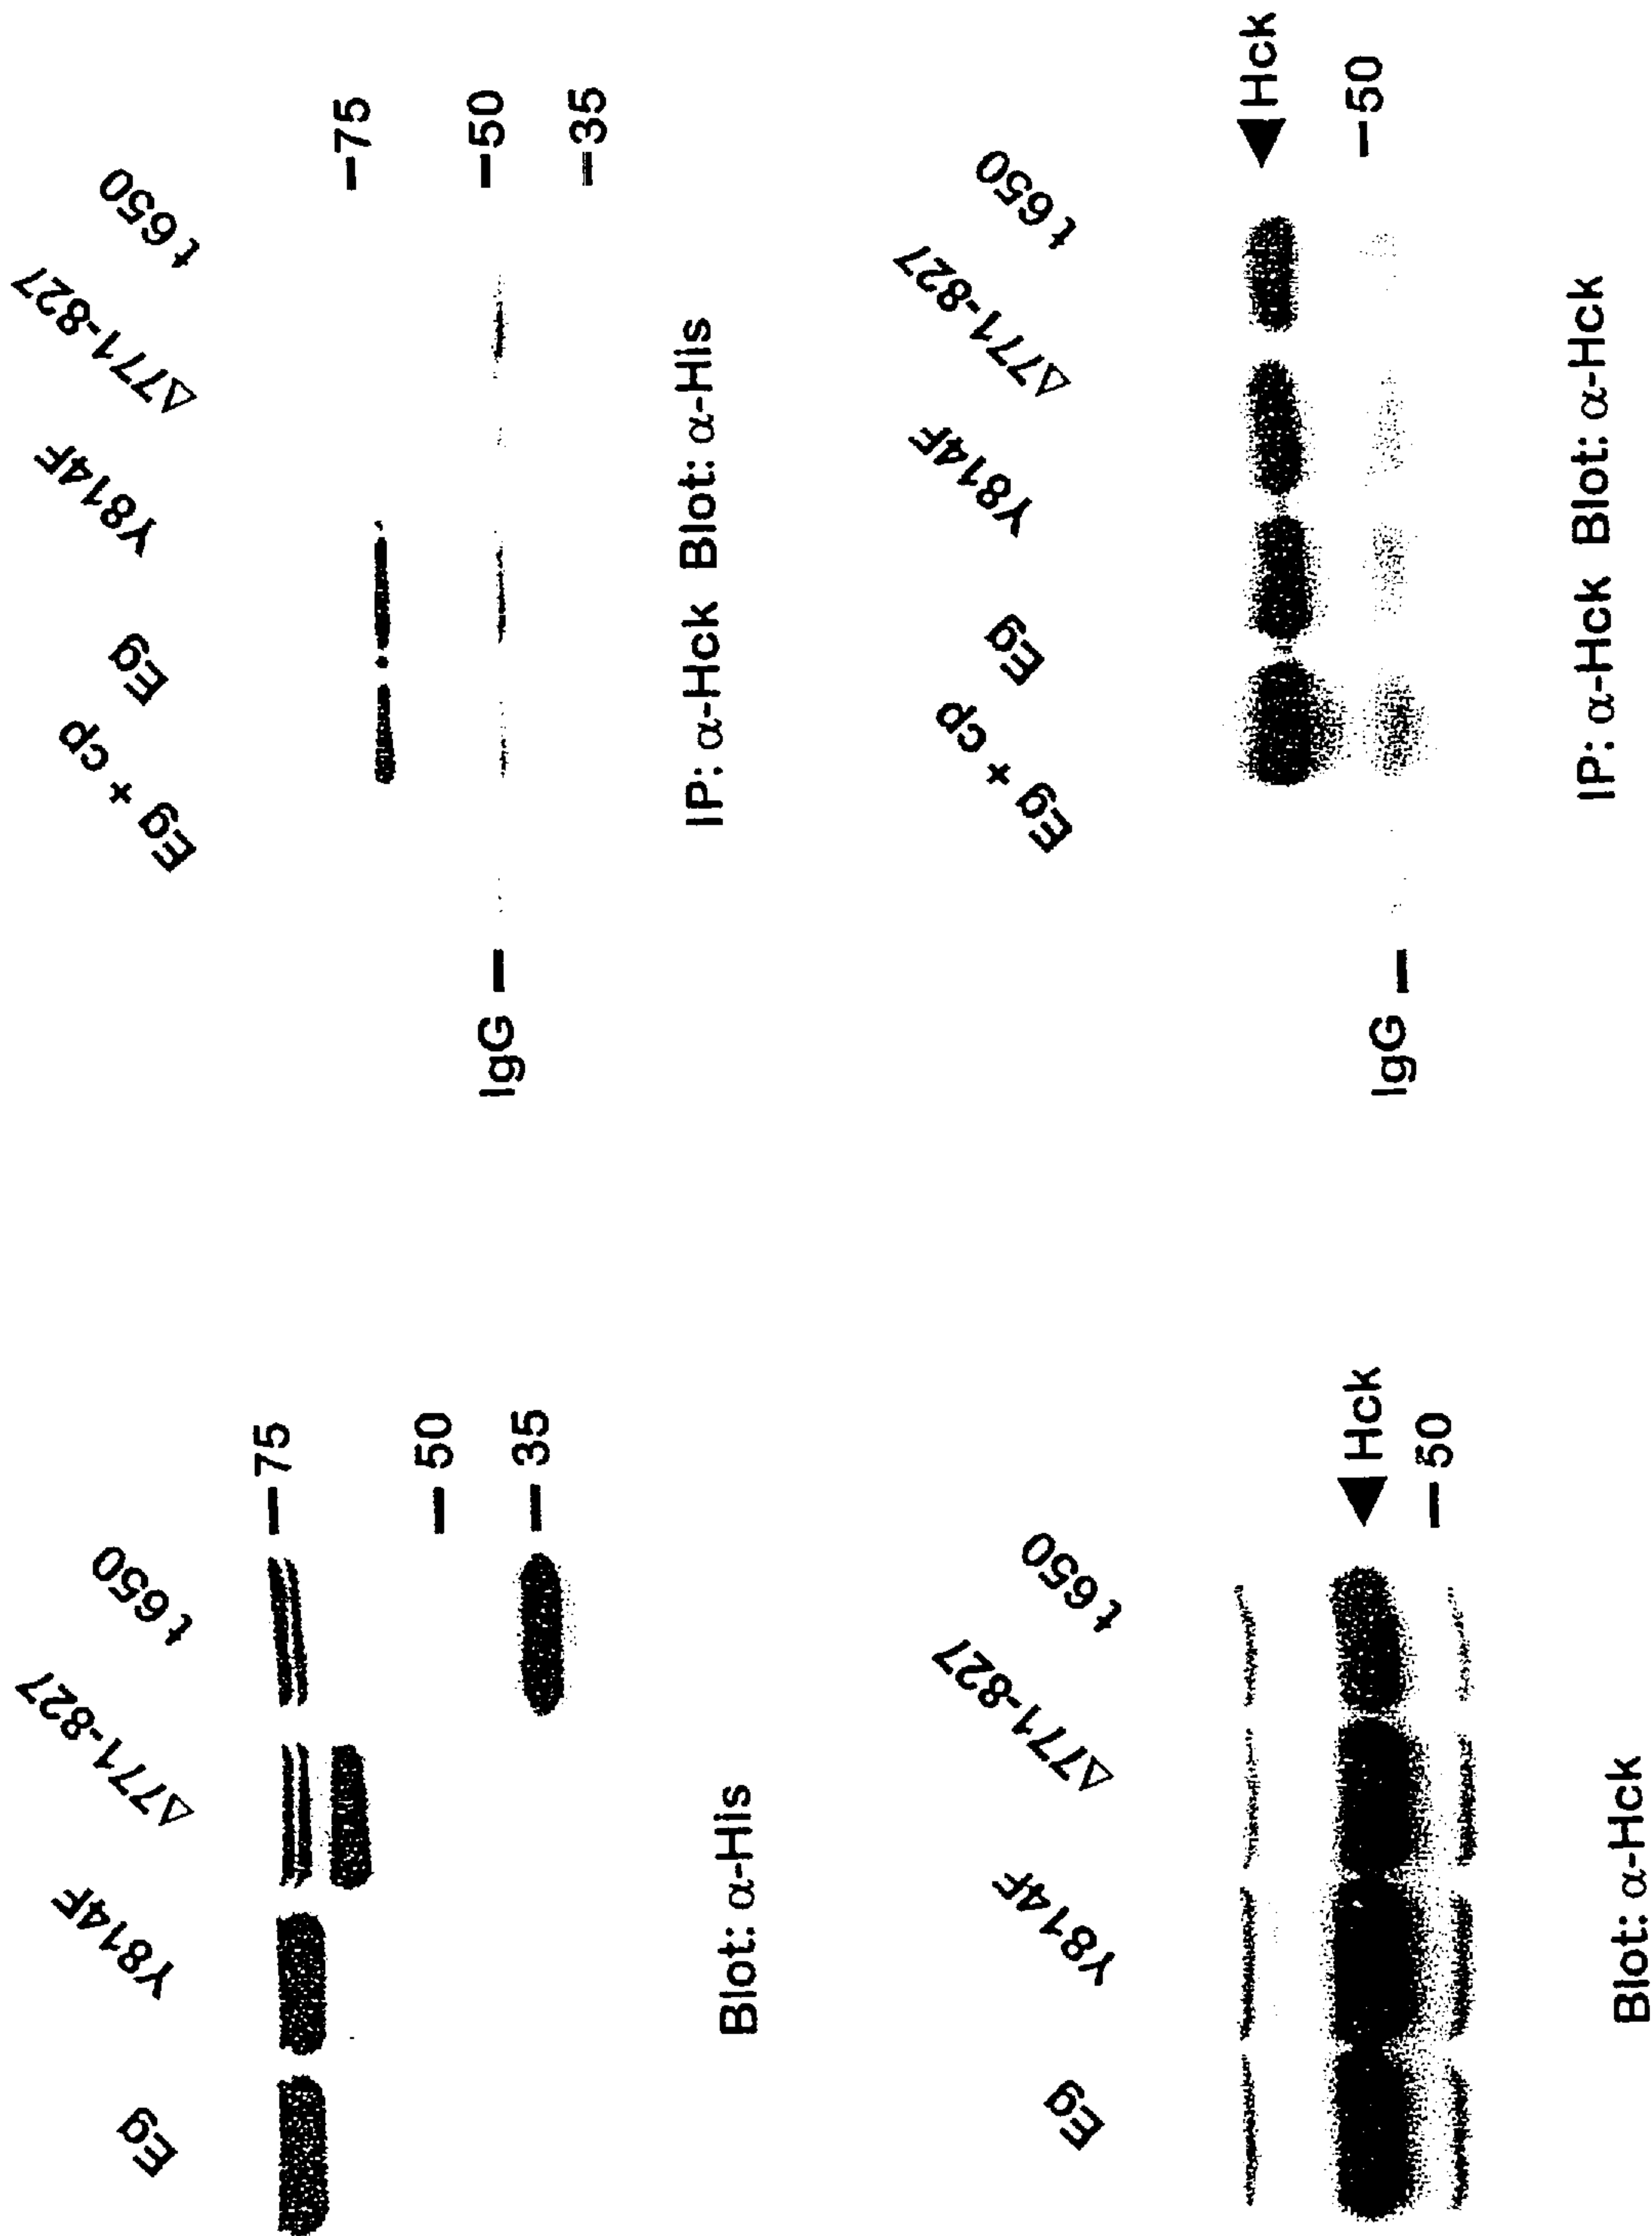 Eg Y814F Δ771-827 t650
–75
–50
–35
Blot: α-His
Eg + cp Eg Y814F Δ771-827 t650
–75
–50
–35
IgG –
IP: α-Hck Blot: α-His
Eg Y814F Δ771-827 t650
Hck
–50
Blot: α-Hck
Eg + cp Eg Y814F Δ771-827 t650
Hck
–50
IgG –
IP: α-Hck Blot: α-Hck